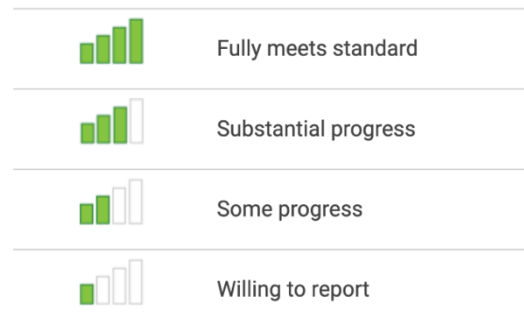 Fully meets standard
Substantial progress
Some progress
Willing to report